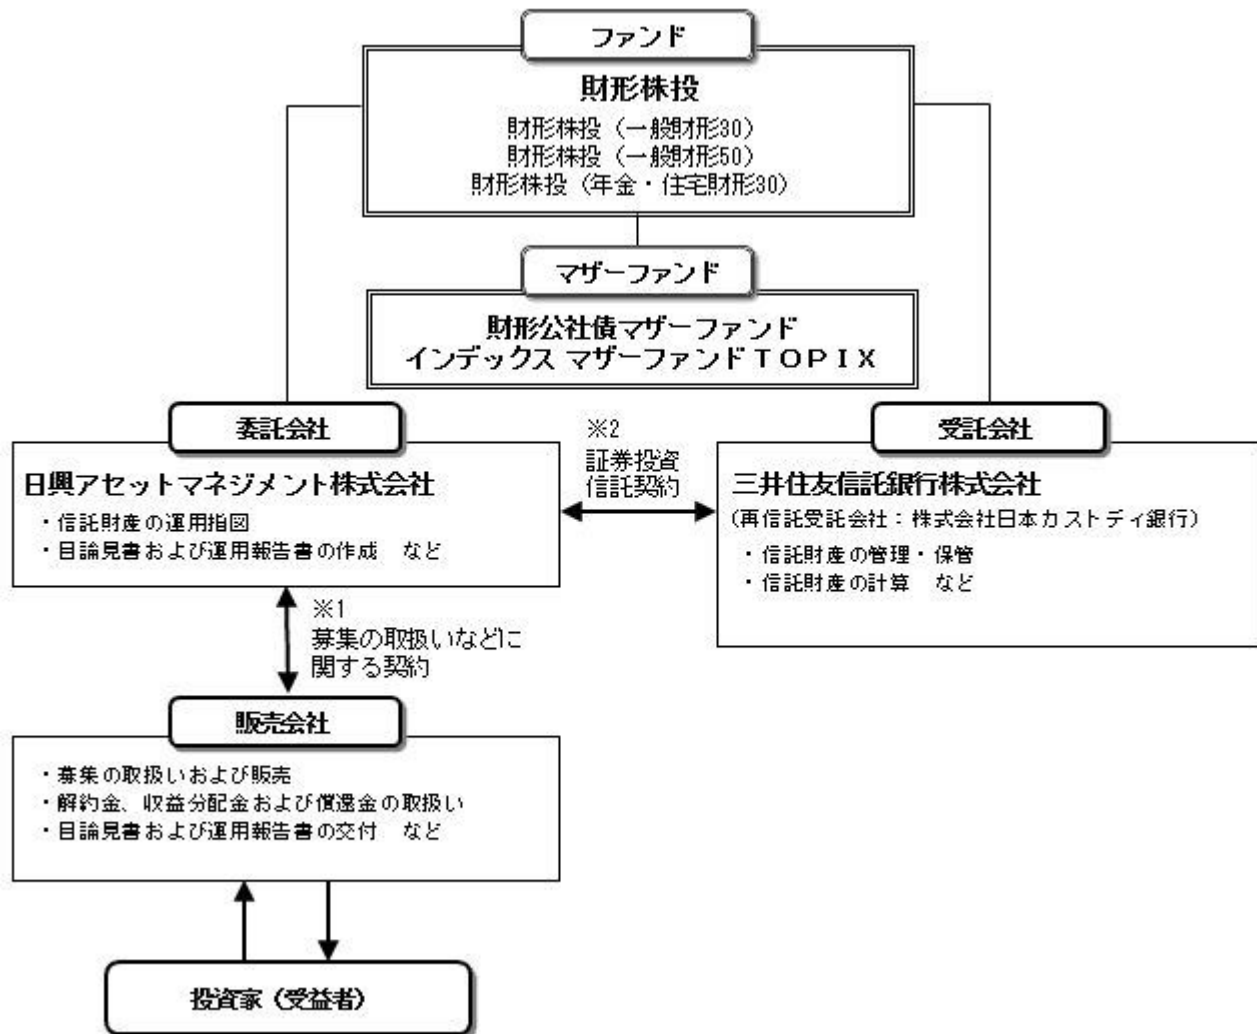 ファンド
財形株投
財形株投（一般財形30）
財形株投（一般財形50）
財形株投（年金・住宅財形30）
マザーファンド
財形公社債マザーファンド
インデックス マザーファンドＴＯＰＩＸ
委託会社
日興アセットマネジメント株式会社
・信託財産の運用指図
・目論見書および運用報告書の作成　など
※2
証券投資
信託契約
受託会社
三井住友信託銀行株式会社
（再信託受託会社：株式会社日本カストディ銀行）
・信託財産の管理・保管
・信託財産の計算　など
※1
募集の取扱いなどに
関する契約
販売会社
・募集の取扱いおよび販売
・解約金、収益分配金および償還金の取扱い
・目論見書および運用報告書の交付　など
投資家（受益者）